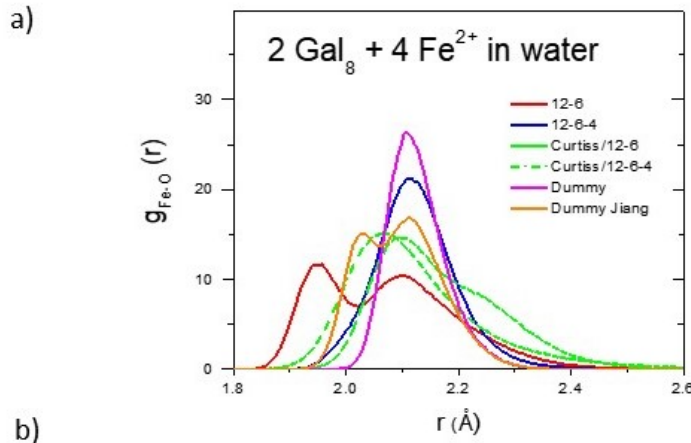 a)
2 Gal₈ + 4 Fe²⁺ in water
12-6
12-6-4
Curtiss/12-6
Curtiss/12-6-4
Dummy
Dummy Jiang
30
20
10
0
g Fe-O (r)
1.8 2.0 2.2 2.4 2.6
r (Å)
b)